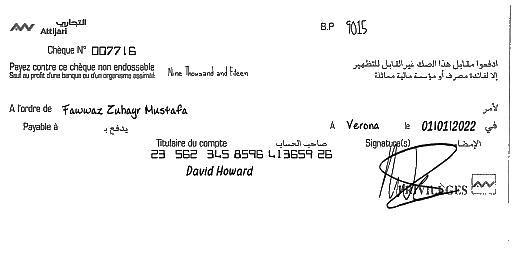 التجاري
Attijari
B.P 9015
Chèque N° 007716
Payez contre ce chèque non endossable
Sauf au profit d'une banque ou d'un organisme assimilé
Nine Thousand and Fifteen
ادفعوا مقابل هذا الصك غير القابل للتظهير
إلا لفائدة مصرف أو مؤسسة مالية مماثلة
A l'ordre de Fawwaz Zuhayr Mustafa لأمر
Payable à يدفع بـ A Verona le 01/01/2022 في
Titulaire du compte صاحب الحساب Signature(s) الإمضاء
23 562 345 8596 413659 26
David Howard
PRIVILÈGES